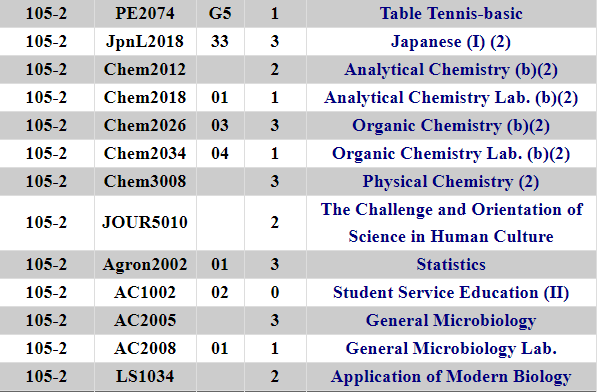 105-2 PE2074 G5 1 Table Tennis-basic
105-2 JpnL2018 33 3 Japanese (I) (2)
105-2 Chem2012 2 Analytical Chemistry (b)(2)
105-2 Chem2018 01 1 Analytical Chemistry Lab. (b)(2)
105-2 Chem2026 03 3 Organic Chemistry (b)(2)
105-2 Chem2034 04 1 Organic Chemistry Lab. (b)(2)
105-2 Chem3008 3 Physical Chemistry (2)
105-2 JOUR5010 2 The Challenge and Orientation of
Science in Human Culture
105-2 Agron2002 01 3 Statistics
105-2 AC1002 02 0 Student Service Education (II)
105-2 AC2005 3 General Microbiology
105-2 AC2008 01 1 General Microbiology Lab.
105-2 LS1034 2 Application of Modern Biology